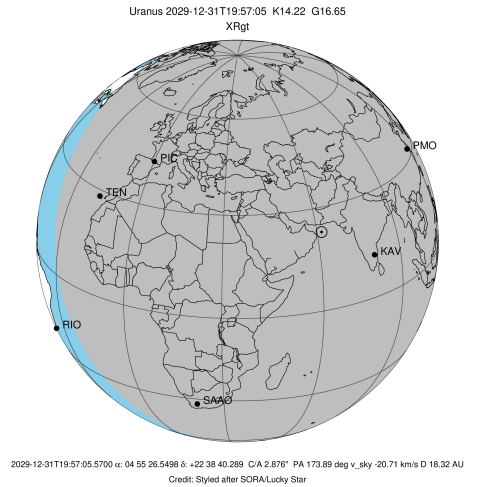 Uranus 2029-12-31T19:57:05 K14.22 G16.65
XRgt
PMO
PIC
TEN
KAV
RIO
SAAO
2029-12-31T19:57:05.5700 α: 04 55 26.5498 δ: +22 38 40.289 C/A 2.876" PA 173.89 deg v_sky -20.71 km/s D 18.32 AU
Credit: Styled after SORA/Lucky Star